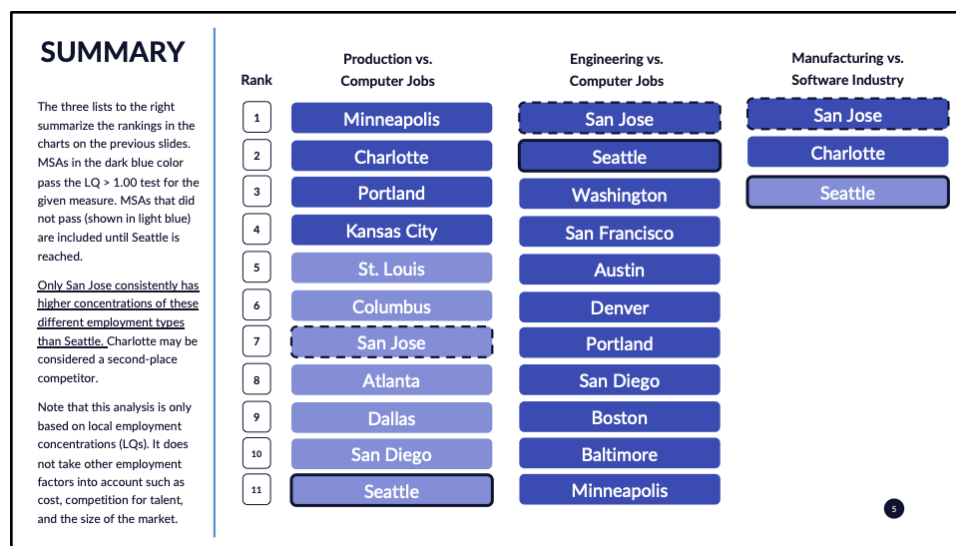 SUMMARY
The three lists to the right
summarize the rankings in the
charts on the previous slides.
MSAs in the dark blue color
pass the LQ > 1.00 test for the
given measure. MSAs that did
not pass (shown in light blue)
are included until Seattle is
reached.
Only San Jose consistently has
higher concentrations of these
different employment types
than Seattle. Charlotte may be
considered a second-place
competitor.
Note that this analysis is only
based on local employment
concentrations (LQs). It does
not take other employment
factors into account such as
cost, competition for talent,
and the size of the market.
Rank
1
2
3
4
5
6
7
8
9
10
11
Production vs.
Computer Jobs
Minneapolis
Charlotte
Portland
Kansas City
St. Louis
Columbus
San Jose
Atlanta
Dallas
San Diego
Seattle
Engineering vs.
Computer Jobs
San Jose
Seattle
Washington
San Francisco
Austin
Denver
Portland
San Diego
Boston
Baltimore
Minneapolis
Manufacturing vs.
Software Industry
San Jose
Charlotte
Seattle
5